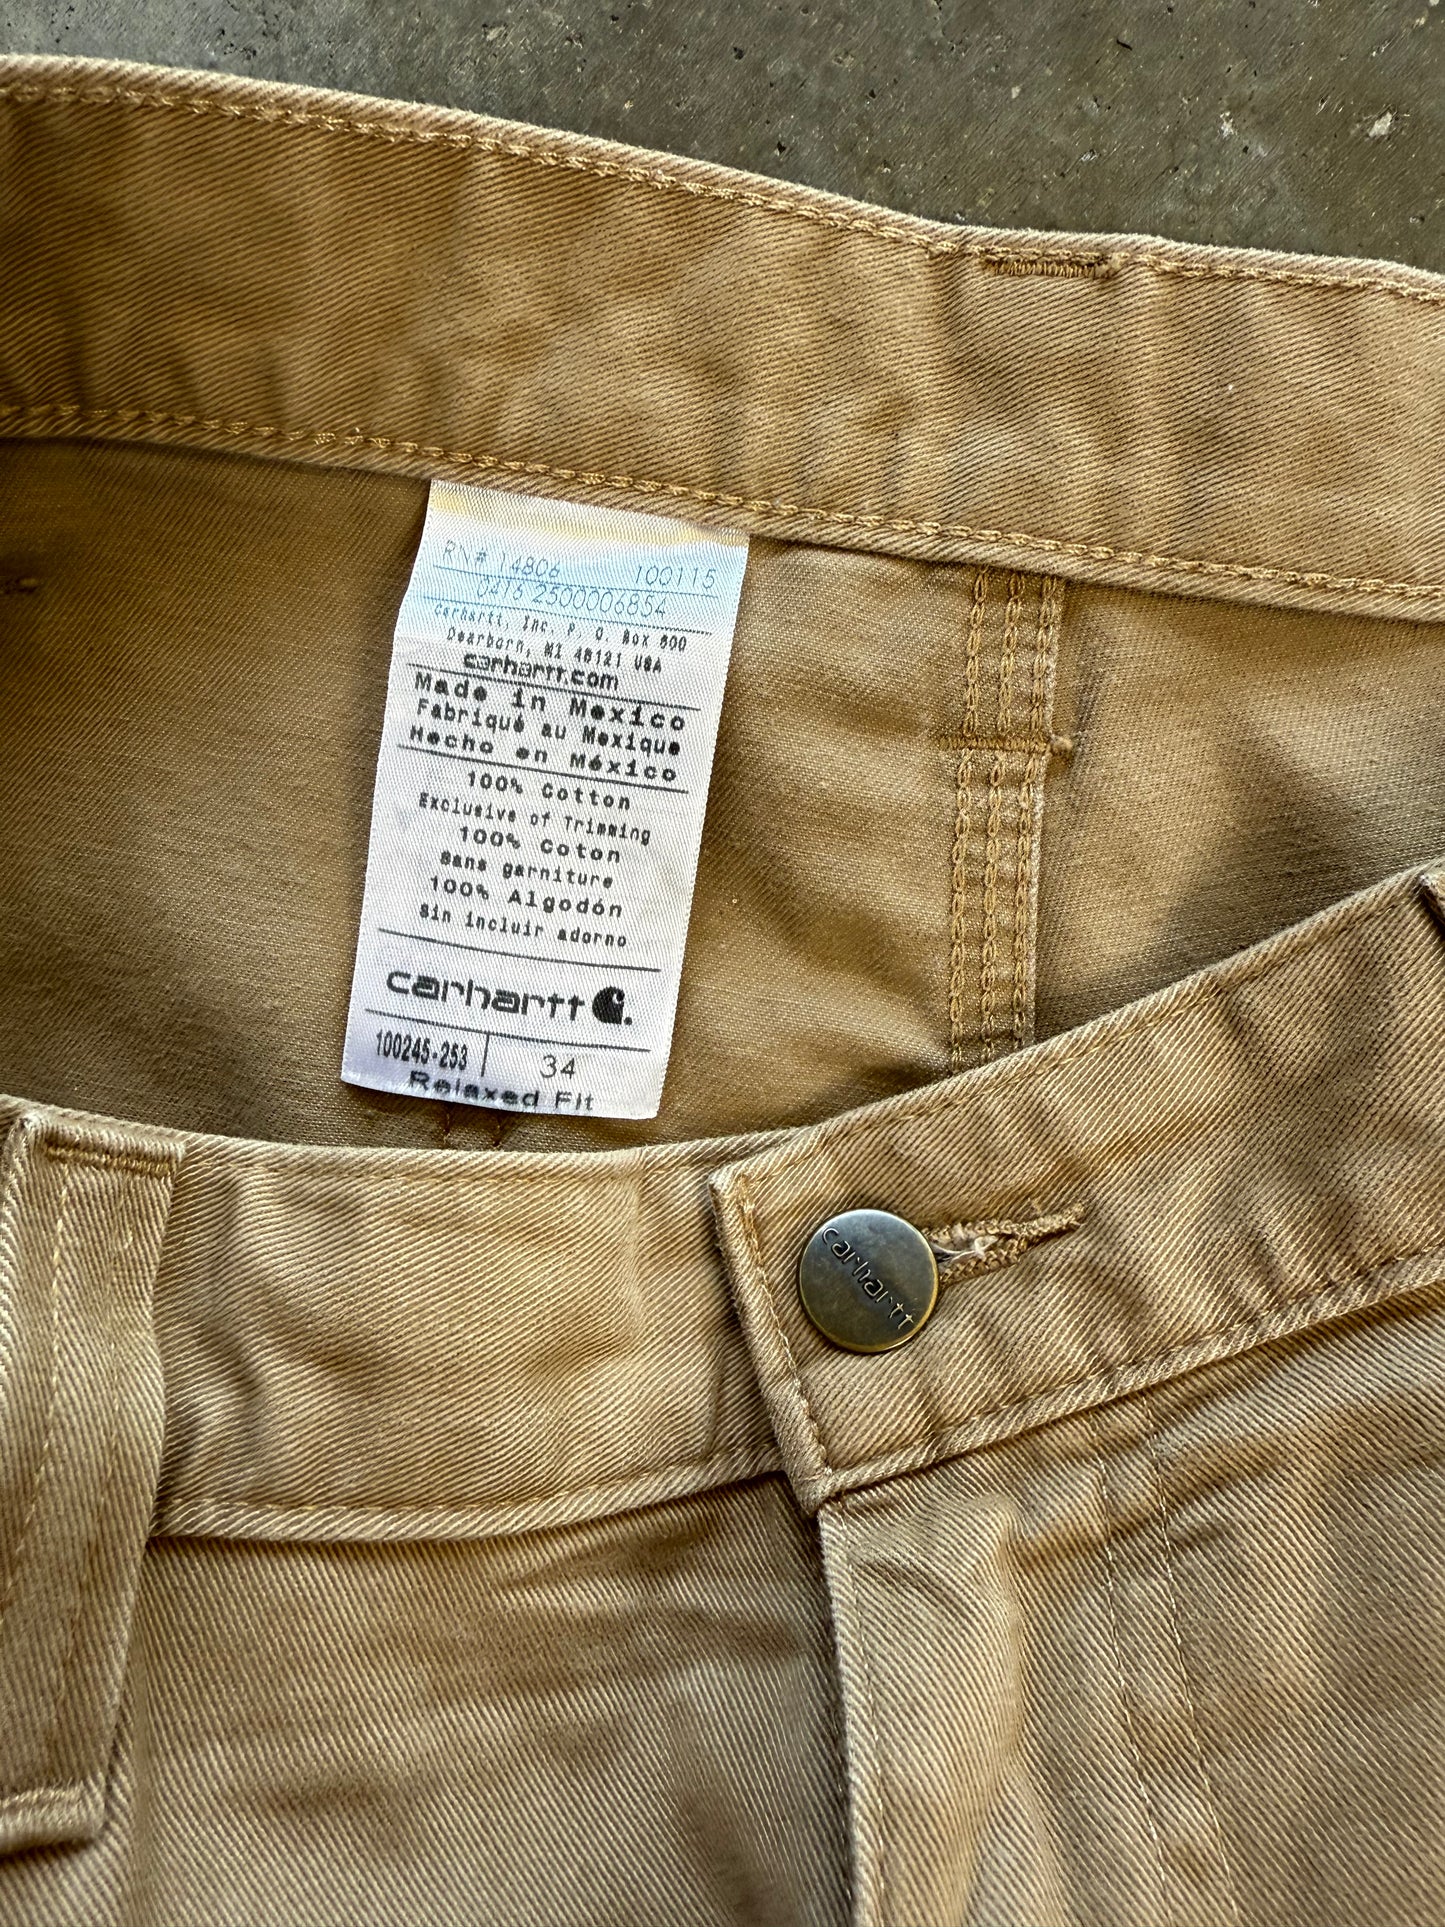 RN# 14806 100115
0416 2500006854
Carhartt, Inc. P. O. Box 600
Dearborn, MI 48121 USA
carhartt.com
Made in Mexico
Fabriqué au Mexique
Hecho en México
100% Cotton
Exclusive of Trimming
100% Coton
Sans garniture
100% Algodón
Sin incluir adorno
carhartt
100245-253 34
Relaxed Fit
carhartt